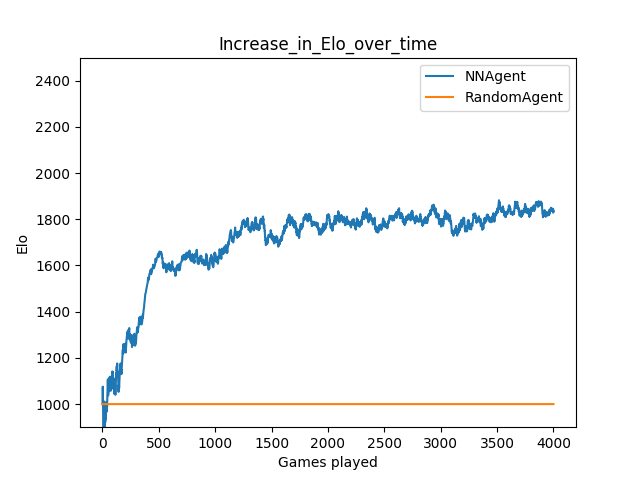 Increase_in_Elo_over_time
NNAgent
RandomAgent
2400
2200
2000
1800
1600
1400
1200
1000
Elo
0 500 1000 1500 2000 2500 3000 3500 4000
Games played